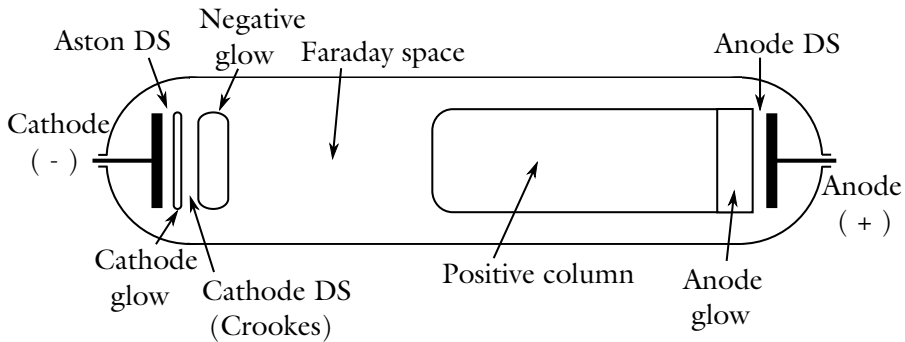 Negative
glow
Aston DS
Faraday space
Anode DS
Cathode
( - )
Anode
( + )
Cathode
glow
Cathode DS
(Crookes)
Positive column
Anode
glow